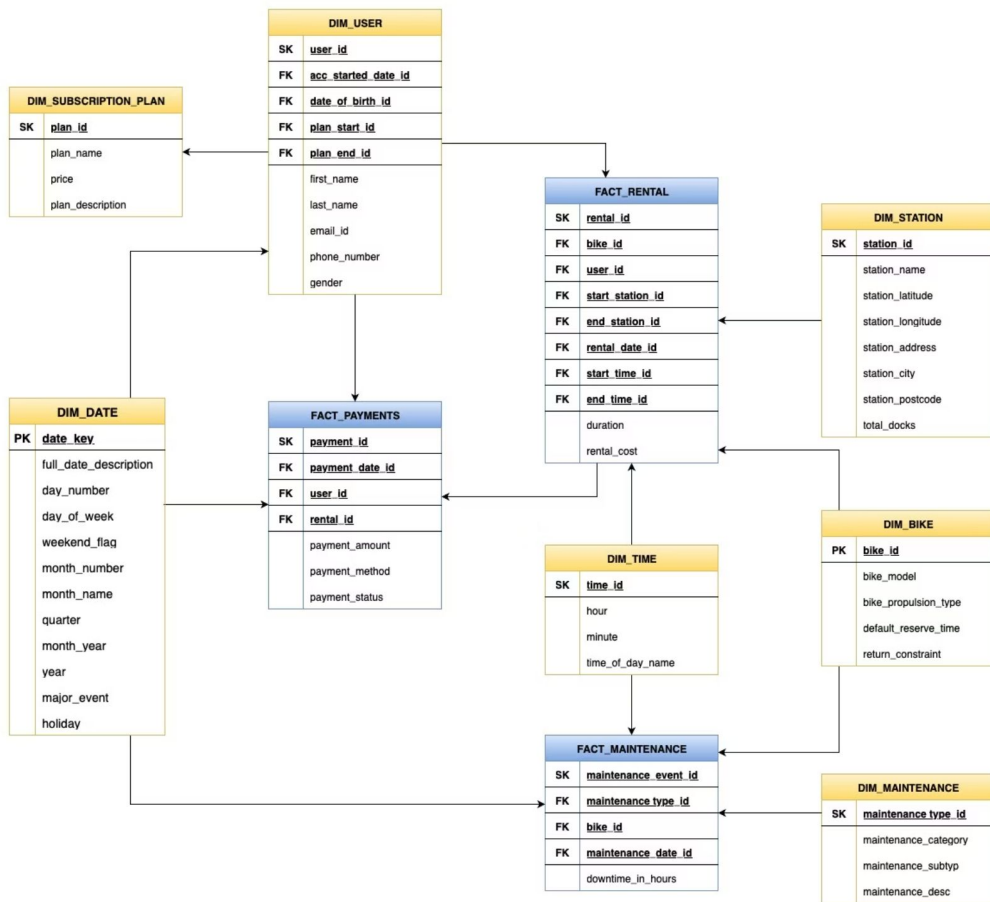 DIM_USER
SK user_id
FK acc_started_date_id
FK date_of_birth_id
FK plan_start_id
FK plan_end_id
first_name
last_name
email_id
phone_number
gender
DIM_SUBSCRIPTION_PLAN
SK plan_id
plan_name
price
plan_description
FACT_RENTAL
SK rental_id
FK bike_id
FK user_id
FK start_station_id
FK end_station_id
FK rental_date_id
FK start_time_id
FK end_time_id
duration
rental_cost
DIM_STATION
SK station_id
station_name
station_latitude
station_longitude
station_address
station_city
station_postcode
total_docks
DIM_DATE
PK date_key
full_date_description
day_number
day_of_week
weekend_flag
month_number
month_name
quarter
month_year
year
major_event
holiday
FACT_PAYMENTS
SK payment_id
FK payment_date_id
FK user_id
FK rental_id
payment_amount
payment_method
payment_status
DIM_TIME
SK time_id
hour
minute
time_of_day_name
DIM_BIKE
PK bike_id
bike_model
bike_propulsion_type
default_reserve_time
return_constraint
FACT_MAINTENANCE
SK maintenance_event_id
FK maintenance type_id
FK bike_id
FK maintenance_date_id
downtime_in_hours
DIM_MAINTENANCE
SK maintenance type_id
maintenance_category
maintenance_subtyp
maintenance_desc